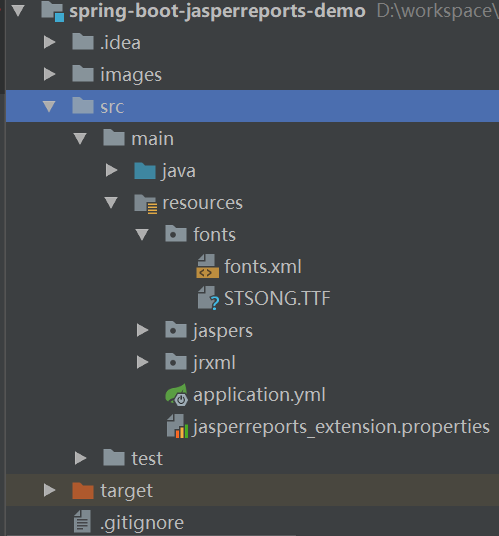 spring-boot-jasperreports-demo D:\workspace\
.idea
images
src
main
java
resources
fonts
fonts.xml
STSONG.TTF
jaspers
jrxml
application.yml
jasperreports_extension.properties
test
target
.gitignore